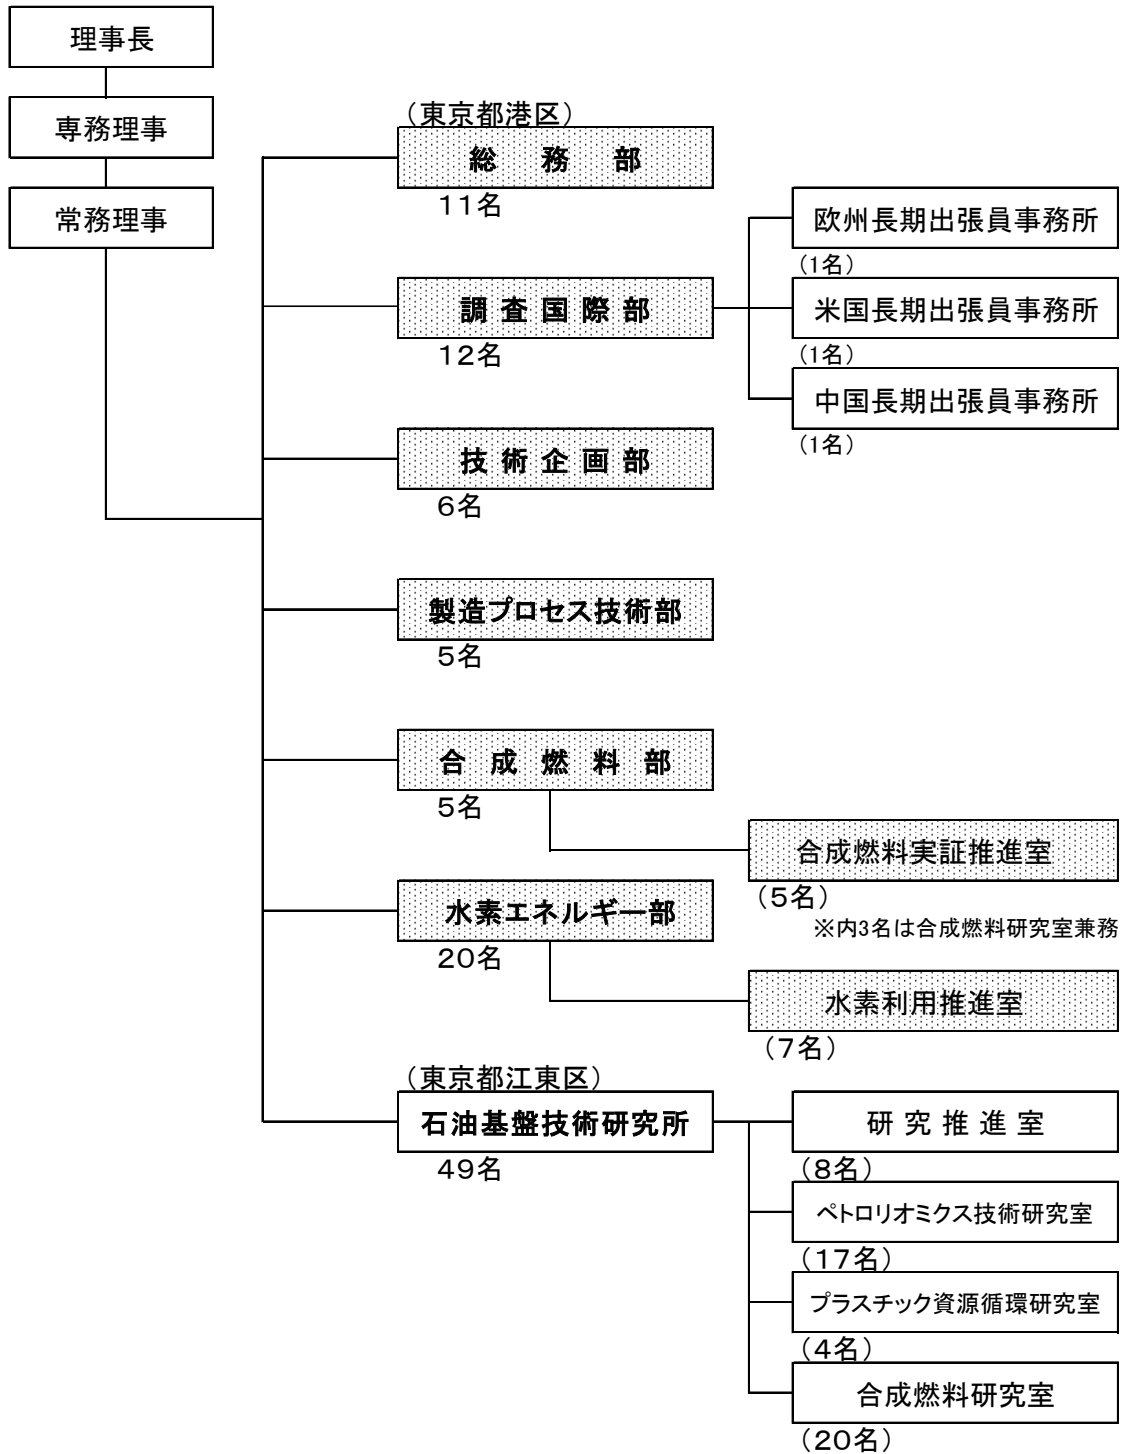 理事長
専務理事
常務理事
（東京都港区）
総務部
11名
調査国際部
12名
欧州長期出張員事務所
(1名)
米国長期出張員事務所
(1名)
中国長期出張員事務所
(1名)
技術企画部
6名
製造プロセス技術部
5名
合成燃料部
5名
合成燃料実証推進室
(5名)
※内3名は合成燃料研究室兼務
水素エネルギー部
20名
水素利用推進室
(7名)
（東京都江東区）
石油基盤技術研究所
49名
研究推進室
(8名)
ペトロリオミクス技術研究室
(17名)
プラスチック資源循環研究室
(4名)
合成燃料研究室
(20名)